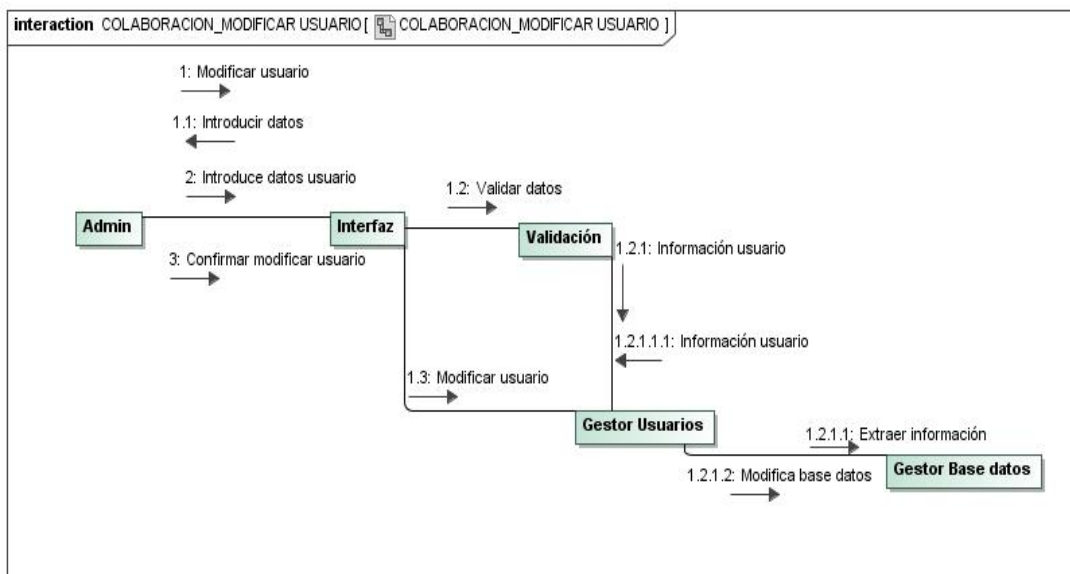 interaction COLABORACION_MODIFICAR USUARIO [ COLABORACION_MODIFICAR USUARIO ]
1: Modificar usuario
1.1: Introducir datos
2: Introduce datos usuario
1.2: Validar datos
Admin
Interfaz
Validación
3: Confirmar modificar usuario
1.2.1: Información usuario
1.2.1.1.1: Información usuario
1.3: Modificar usuario
Gestor Usuarios
1.2.1.1: Extraer información
1.2.1.2: Modifica base datos
Gestor Base datos